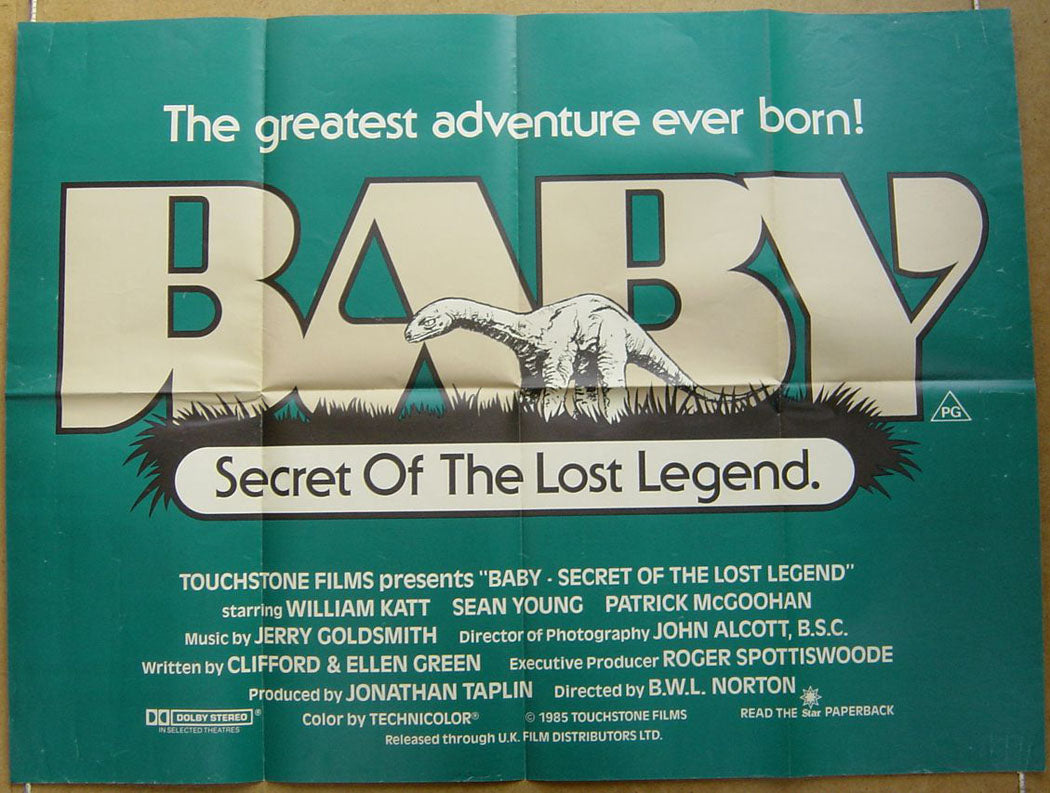 The greatest adventure ever born!
BABY
PG
Secret Of The Lost Legend.
TOUCHSTONE FILMS presents "BABY - SECRET OF THE LOST LEGEND"
starring WILLIAM KATT SEAN YOUNG PATRICK McGOOHAN
Music by JERRY GOLDSMITH Director of Photography JOHN ALCOTT, B.S.C.
Written by CLIFFORD & ELLEN GREEN Executive Producer ROGER SPOTTISWOODE
Produced by JONATHAN TAPLIN Directed by B.W.L. NORTON
DOLBY STEREO ® Color by TECHNICOLOR® © 1985 TOUCHSTONE FILMS READ THE Star PAPERBACK
IN SELECTED THEATRES
Released through U.K. FILM DISTRIBUTORS LTD.